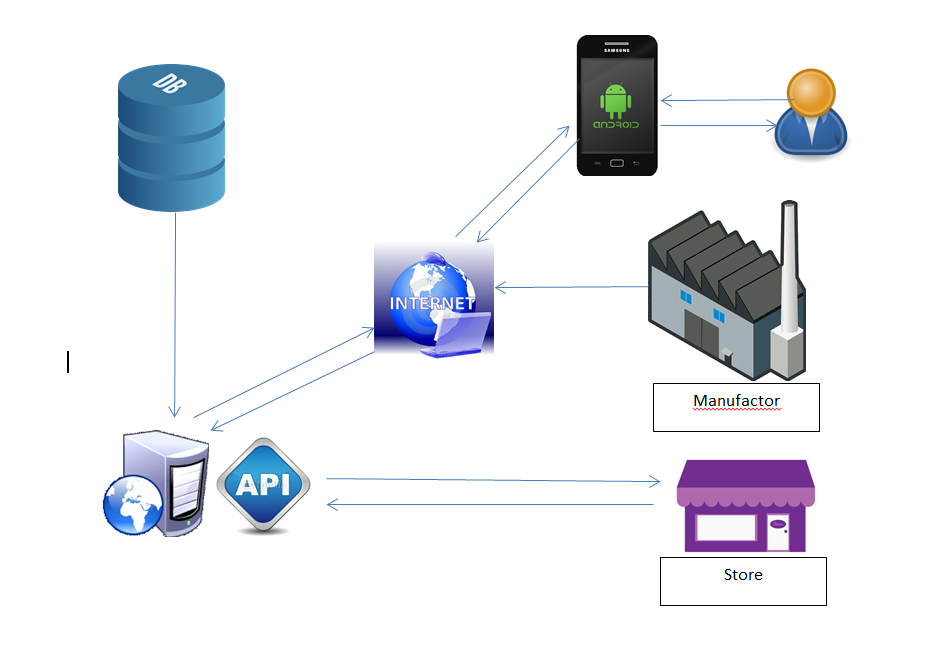 DB
SAMSUNG
ANDROID
INTERNET
Manufactor
API
Store